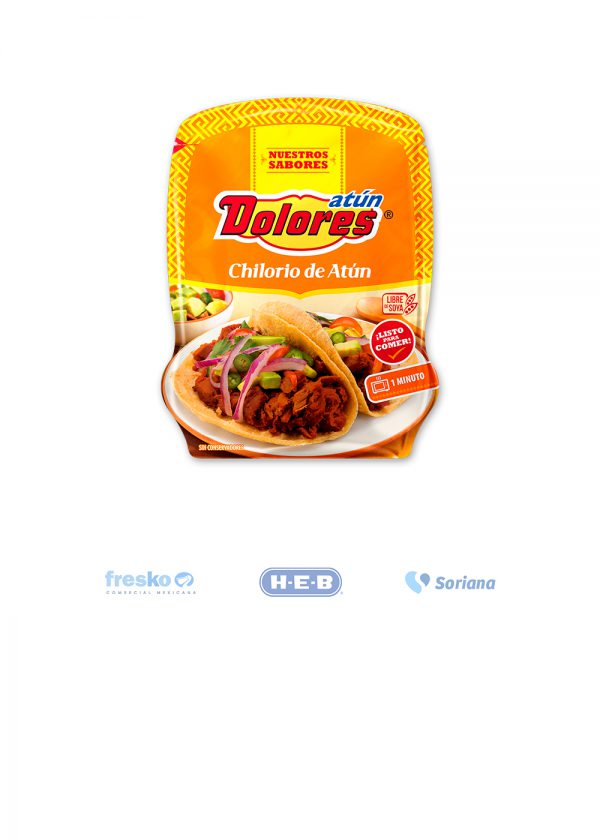 NUESTROS
SABORES
atún
Dolores®
Chilorio de Atún
LIBRE
DE
SOYA
¡LISTO
PARA
COMER!
1 MINUTO
SIN CONSERVADORES
fresko
COMERCIAL MEXICANA
H-E-B
Soriana